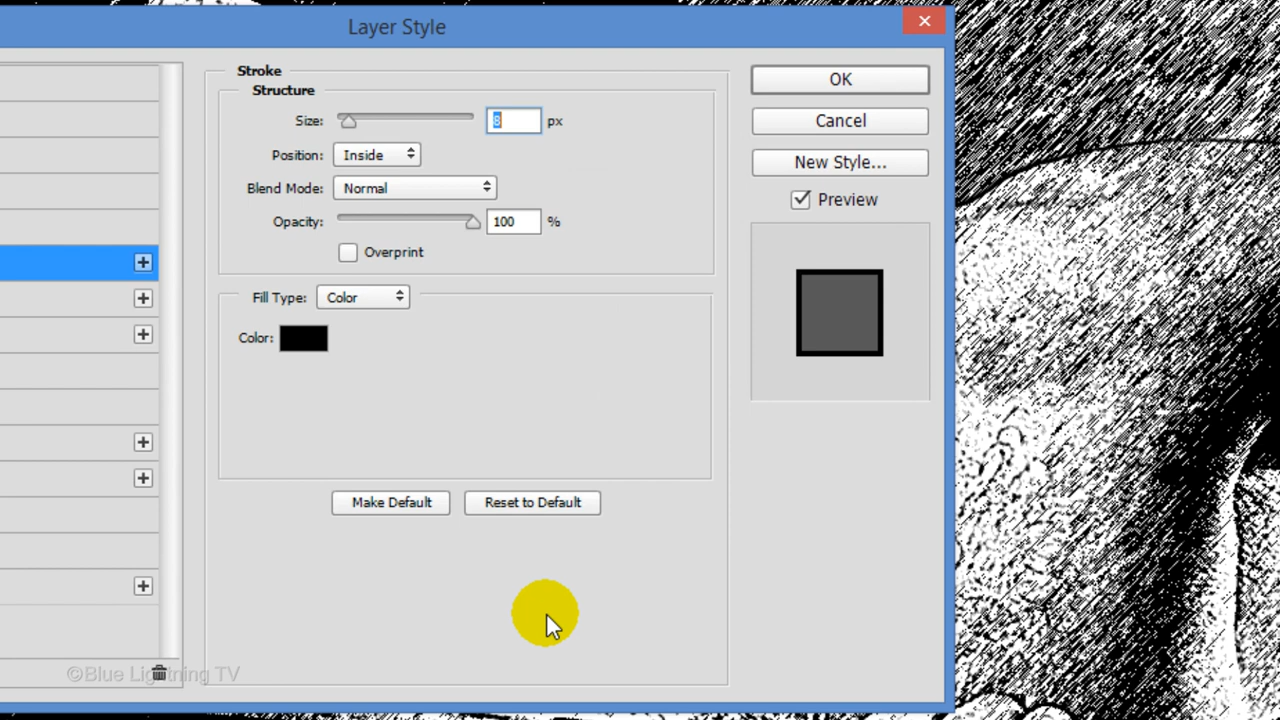 Layer Style
Stroke
Structure
Size: 8 px
Position: Inside
Blend Mode: Normal
Opacity: 100 %
Overprint
Fill Type: Color
Color:
Make Default
Reset to Default
OK
Cancel
New Style...
Preview
©Blue Lightning TV